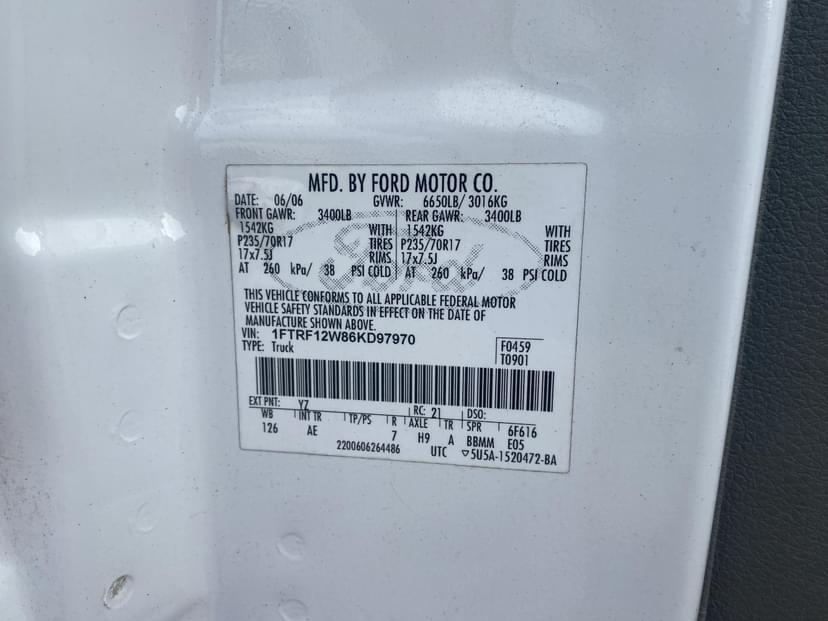 MFD. BY FORD MOTOR CO.
DATE: 06/06 GVWR: 6650LB/ 3016KG
FRONT GAWR: 3400LB REAR GAWR: 3400LB
1542KG WITH 1542KG WITH
P235/70R17 TIRES P235/70R17 TIRES
17x7.5J RIMS 17x7.5J RIMS
AT 260 kPa/ 38 PSI COLD AT 260 kPa/ 38 PSI COLD
Ford
THIS VEHICLE CONFORMS TO ALL APPLICABLE FEDERAL MOTOR
VEHICLE SAFETY STANDARDS IN EFFECT ON THE DATE OF
MANUFACTURE SHOWN ABOVE.
VIN: 1FTRF12W86KD97970 F0459
TYPE: Truck T0901
EXT PNT: YZ RC: 21 DSO:
WB INT TR TP/PS R AXLE TR SPR 6F616
126 AE 7 H9 A BBMM E05
2200606264486 UTC ▽5U5A-1520472-BA